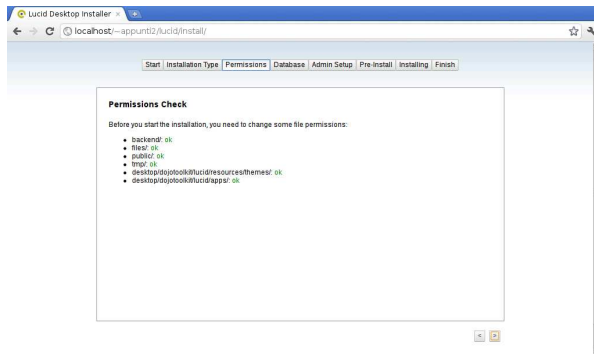 Lucid Desktop Installer
localhost/~appunti2/lucid/install/
Start Installation Type Permissions Database Admin Setup Pre-Install Installing Finish
Permissions Check
Before you start the installation, you need to change some file permissions:
backend/: ok
files/: ok
public/: ok
tmp/: ok
desktop/dojotoolkit/lucid/resources/themes/: ok
desktop/dojotoolkit/lucid/apps/: ok
< >